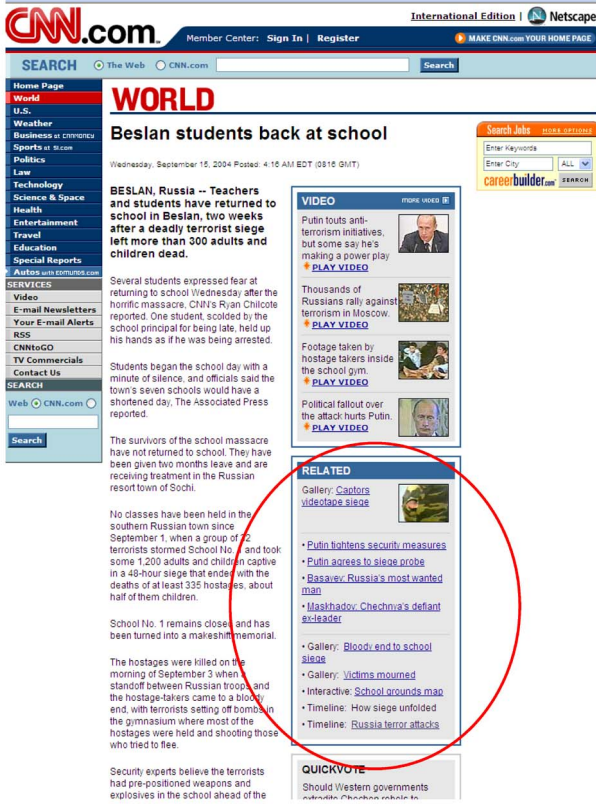 International Edition | Netscape
CNN.com
Member Center: Sign In | Register
MAKE CNN.com YOUR HOME PAGE
SEARCH The Web CNN.com Search
Home Page
World
U.S.
Weather
Business at CNNMONEY
Sports at SI.com
Politics
Law
Technology
Science & Space
Health
Entertainment
Travel
Education
Special Reports
Autos with EDMUNDS.com
SERVICES
Video
E-mail Newsletters
Your E-mail Alerts
RSS
CNNtoGO
TV Commercials
Contact Us
SEARCH
Web CNN.com
Search
WORLD
Beslan students back at school
Wednesday, September 15, 2004 Posted: 4:16 AM EDT (0816 GMT)
BESLAN, Russia -- Teachers
and students have returned to
school in Beslan, two weeks
after a deadly terrorist siege
left more than 300 adults and
children dead.
Several students expressed fear at
returning to school Wednesday after the
horrific massacre, CNN's Ryan Chilcote
reported. One student, scolded by the
school principal for being late, held up
his hands as if he was being arrested.
Students began the school day with a
minute of silence, and officials said the
town's seven schools would have a
shortened day, The Associated Press
reported.
The survivors of the school massacre
have not returned to school. They have
been given two months leave and are
receiving treatment in the Russian
resort town of Sochi.
No classes have been held in the
southern Russian town since
September 1, when a group of 32
terrorists stormed School No. 1 and took
some 1,200 adults and children captive
in a 48-hour siege that ended with the
deaths of at least 335 hostages, about
half of them children.
School No. 1 remains closed and has
been turned into a makeshift memorial.
The hostages were killed on the
morning of September 3 when a
standoff between Russian troops and
the hostage-takers came to a bloody
end, with terrorists setting off bombs in
the gymnasium where most of the
hostages were held and shooting those
who tried to flee.
Security experts believe the terrorists
had pre-positioned weapons and
explosives in the school ahead of the
VIDEO MORE VIDEO
Putin touts anti-
terrorism initiatives,
but some say he's
making a power play
PLAY VIDEO
Thousands of
Russians rally against
terrorism in Moscow.
PLAY VIDEO
Footage taken by
hostage takers inside
the school gym.
PLAY VIDEO
Political fallout over
the attack hurts Putin.
PLAY VIDEO
RELATED
Gallery: Captors
videotape siege
• Putin tightens security measures
• Putin agrees to siege probe
• Basayev: Russia's most wanted
man
• Maskhadov: Chechnya's defiant
ex-leader
• Gallery: Bloody end to school
siege
• Gallery: Victims mourned
• Interactive: School grounds map
• Timeline: How siege unfolded
• Timeline: Russia terror attacks
QUICKVOTE
Should Western governments
extradite Chechen rebels to
Search Jobs MORE OPTIONS
Enter Keywords
Enter City ALL
careerbuilder.com SEARCH